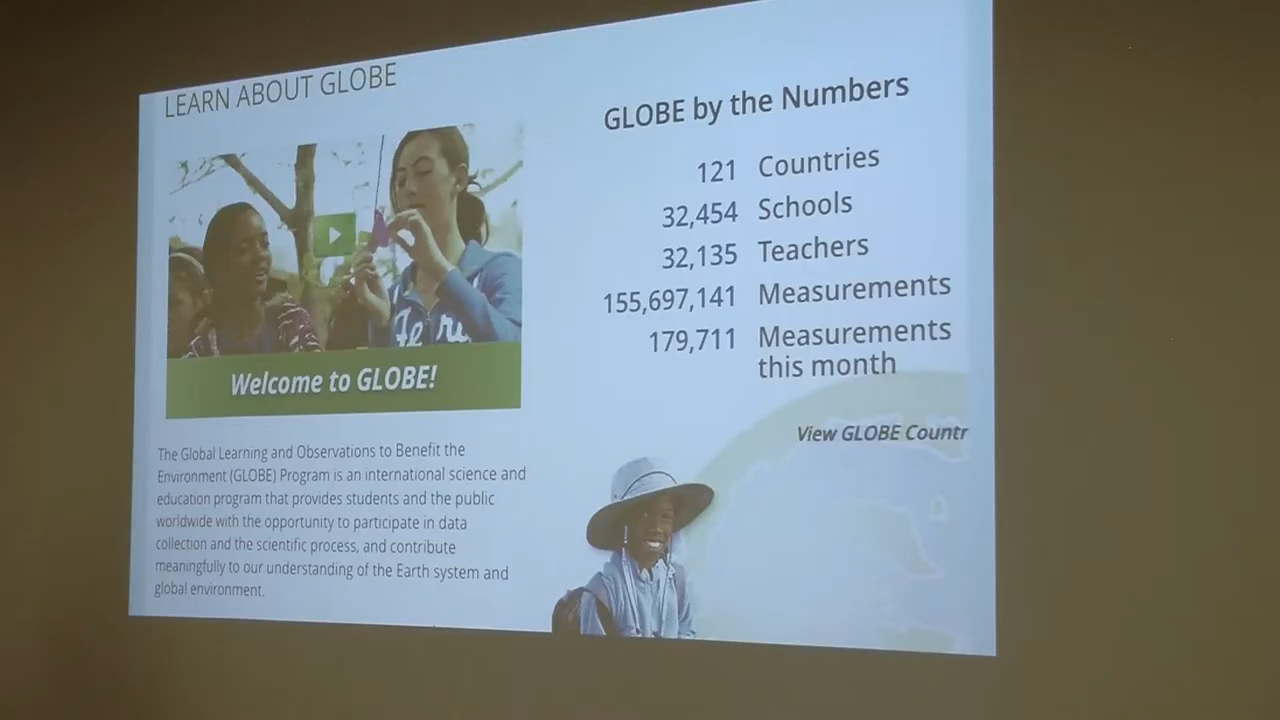 LEARN ABOUT GLOBE
Fe ru
Welcome to GLOBE!
The Global Learning and Observations to Benefit the
Environment (GLOBE) Program is an international science and
education program that provides students and the public
worldwide with the opportunity to participate in data
collection and the scientific process, and contribute
meaningfully to our understanding of the Earth system and
global environment.
GLOBE by the Numbers
121 Countries
32,454 Schools
32,135 Teachers
155,697,141 Measurements
179,711 Measurements
this month
View GLOBE Countr